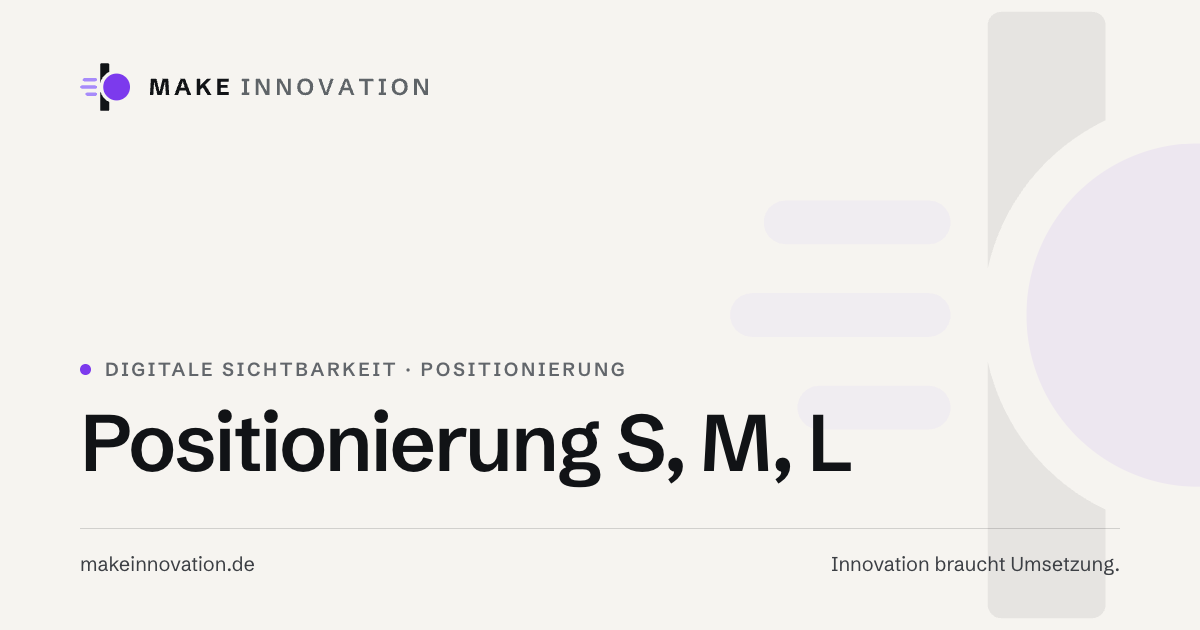 MAKE INNOVATION
DIGITALE SICHTBARKEIT · POSITIONIERUNG
Positionierung S, M, L
makeinnovation.de
Innovation braucht Umsetzung.